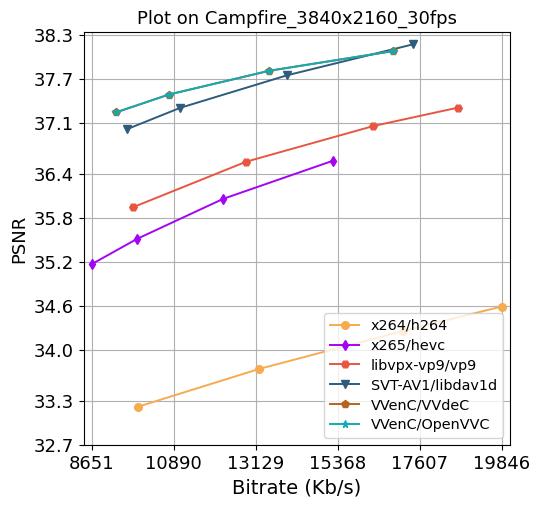 Plot on Campfire_3840x2160_30fps
38.3
37.7
37.1
36.4
35.8
35.2
34.6
34.0
33.3
32.7
PSNR
x264/h264
x265/hevc
libvpx-vp9/vp9
SVT-AV1/libdav1d
VVenC/VVdeC
VVenC/OpenVVC
8651 10890 13129 15368 17607 19846
Bitrate (Kb/s)